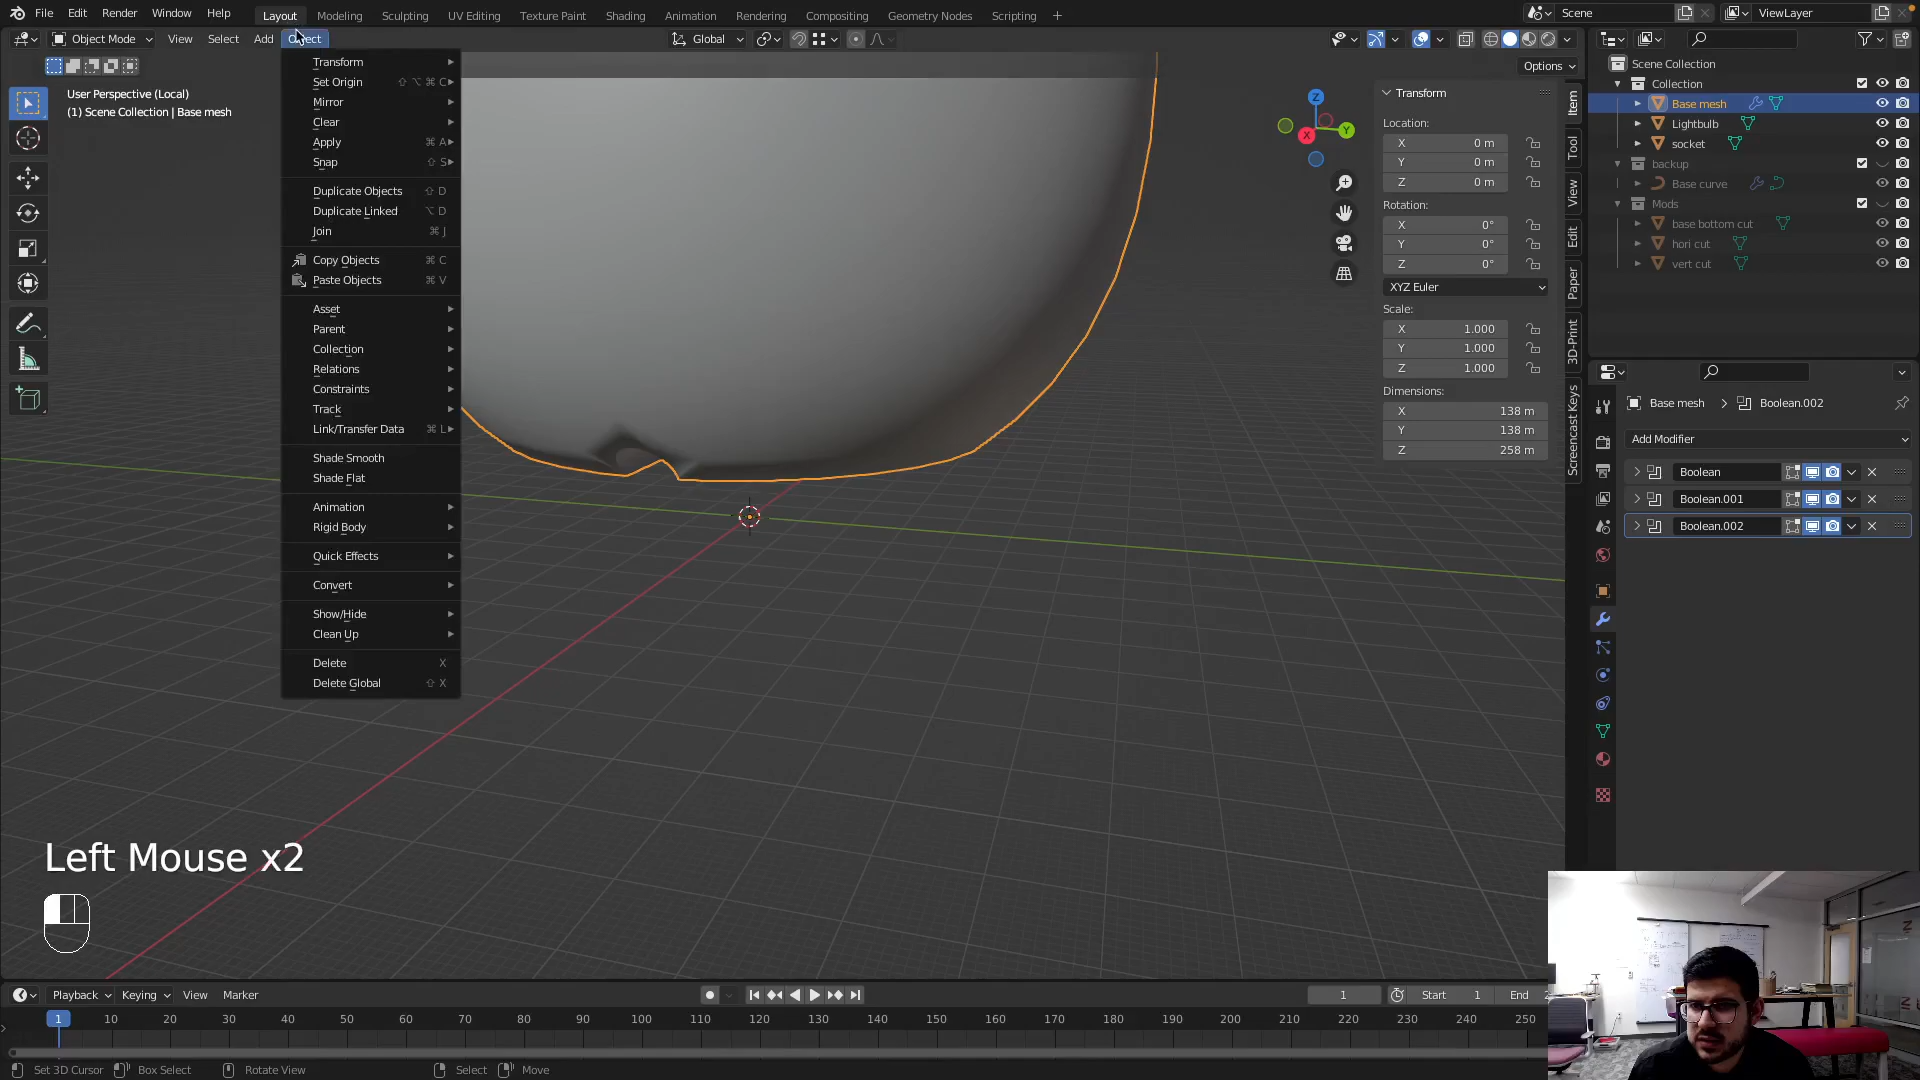 File Edit Render Window Help Layout Modeling Sculpting UV Editing Texture Paint Shading Animation Rendering Compositing Geometry Nodes Scripting + Scene ViewLayer
Object Mode View Select Add Object Global
Options
User Perspective (Local)
(1) Scene Collection | Base mesh
Transform
Set Origin ⇧ ⌥ ⌘ C
Mirror
Clear
Apply ⌘ A
Snap ⇧ S
Duplicate Objects ⇧ D
Duplicate Linked ⌥ D
Join ⌘ J
Copy Objects ⌘ C
Paste Objects ⌘ V
Asset
Parent
Collection
Relations
Constraints
Track
Link/Transfer Data ⌘ L
Shade Smooth
Shade Flat
Animation
Rigid Body
Quick Effects
Convert
Show/Hide
Clean Up
Delete X
Delete Global ⇧ X
Z
Y
X
Transform
Location:
X 0 m
Y 0 m
Z 0 m
Rotation:
X 0°
Y 0°
Z 0°
XYZ Euler
Scale:
X 1.000
Y 1.000
Z 1.000
Dimensions:
X 138 m
Y 138 m
Z 258 m
Item
Tool
View
Edit
Paper
3D-Print
Screencast Keys
Scene Collection
Collection
Base mesh
Lightbulb
socket
backup
Base curve
Mods
base bottom cut
hori cut
vert cut
Base mesh > Boolean.002
Add Modifier
Boolean
Boolean.001
Boolean.002
Left Mouse x2
Playback Keying View Marker 1 Start 1 End 2
1 10 20 30 40 50 60 70 80 90 100 110 120 130 140 150 160 170 180 190 200 210 220 230 240 250
Set 3D Cursor Box Select Rotate View Select Move